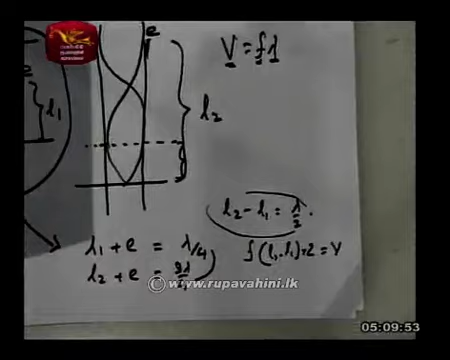 e
V = fλ
l₁
l₂
l₂ - l₁ = λ/2
l₁ + e = λ/4
f(l₂-l₁)×2 = V
l₂ + e = 3λ/4
© www.rupavahini.lk
05:09:53